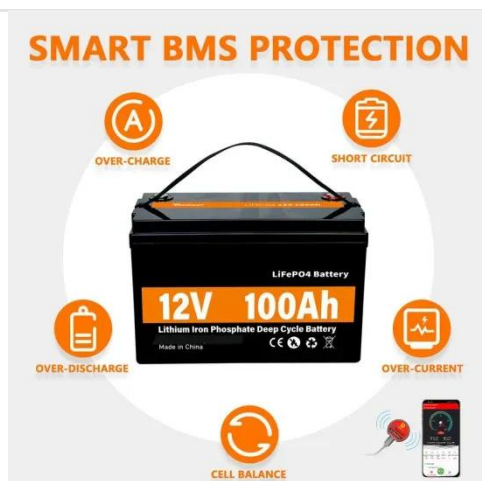 SMART BMS PROTECTION
OVER-CHARGE
SHORT CIRCUIT
LiFePO4 Battery
12V 100Ah
Lithium Iron Phosphate Deep Cycle Battery
Made in China
OVER-DISCHARGE
OVER-CURRENT
CELL BALANCE